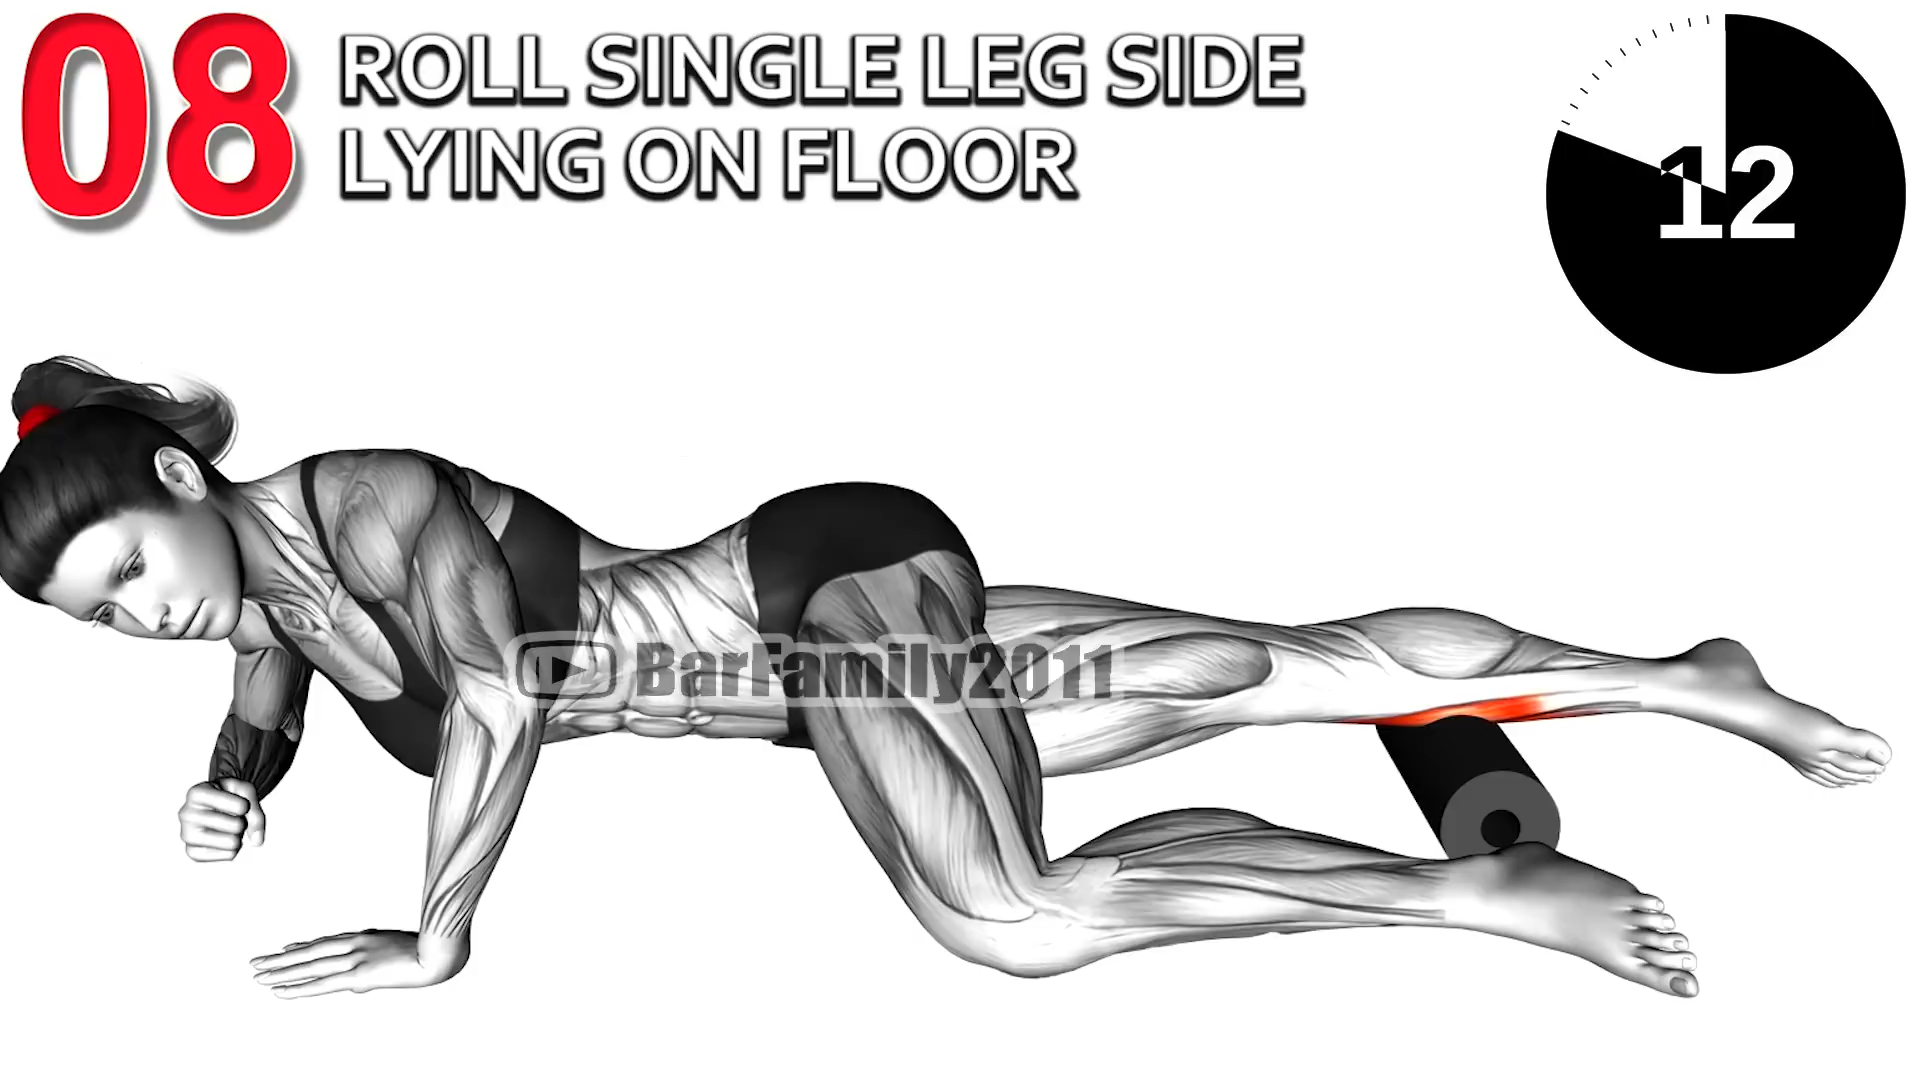 08
ROLL SINGLE LEG SIDE
LYING ON FLOOR
12
BarFamily2011